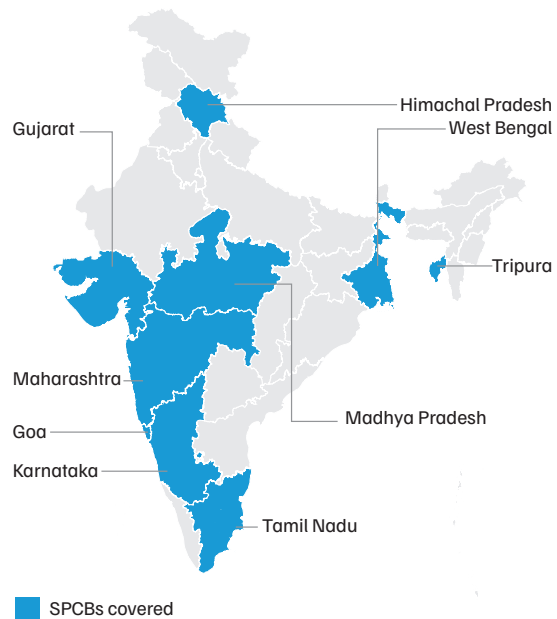 Himachal Pradesh
Gujarat
West Bengal
Tripura
Maharashtra
Madhya Pradesh
Goa
Karnataka
Tamil Nadu
SPCBs covered